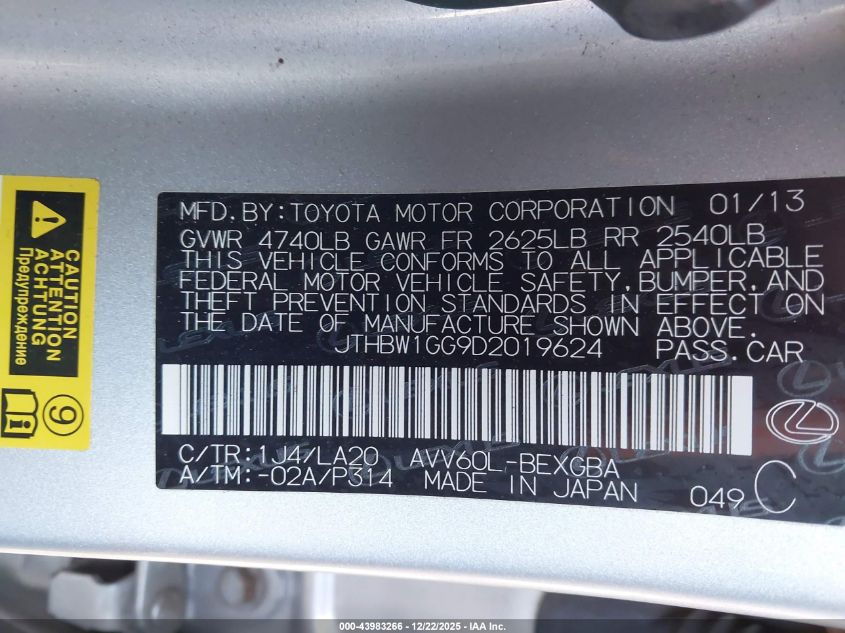 MFD.BY:TOYOTA MOTOR CORPORATION 01/13
GVWR 4740LB GAWR FR 2625LB RR 2540LB
THIS VEHICLE CONFORMS TO ALL APPLICABLE
FEDERAL MOTOR VEHICLE SAFETY,BUMPER,AND
THEFT PREVENTION STANDARDS IN EFFECT ON
THE DATE OF MANUFACTURE SHOWN ABOVE.
JTHBW1GG9D2019624 PASS.CAR
C/TR:1J4/LA20 AVV60L-BEXGBA
A/TM:-02A/P314 MADE IN JAPAN 049 C
CAUTION
ATTENTION
ACHTUNG
Предупреждение
9
000-43983266 - 12/22/2025 - IAA Inc.